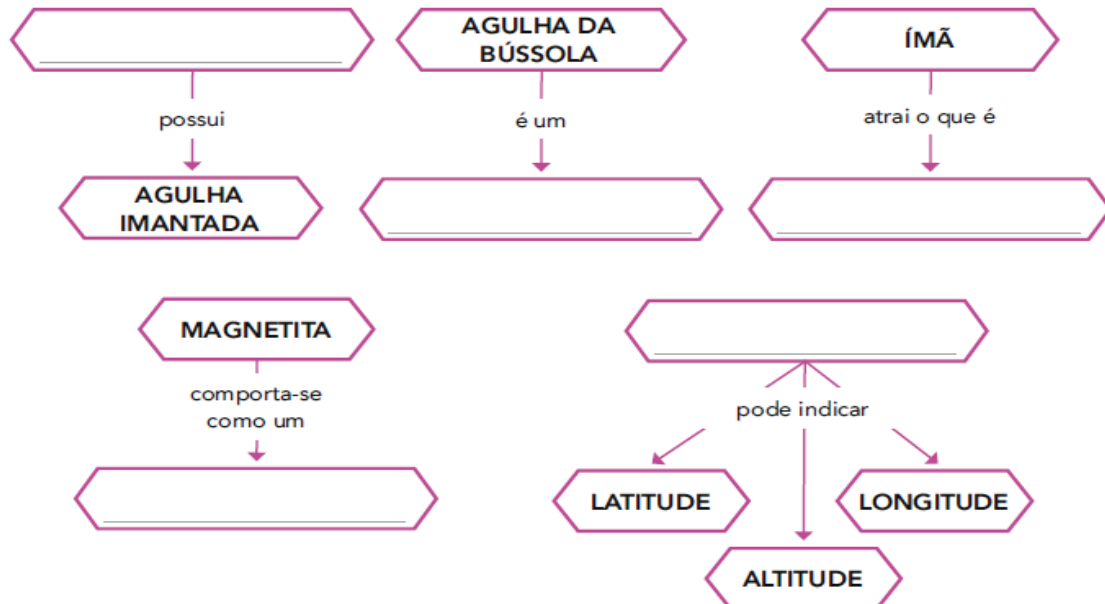 AGULHA DA
BÚSSOLA
ÍMÃ
possui
é um
atrai o que é
AGULHA
IMANTADA
MAGNETITA
comporta-se
como um
pode indicar
LATITUDE
LONGITUDE
ALTITUDE